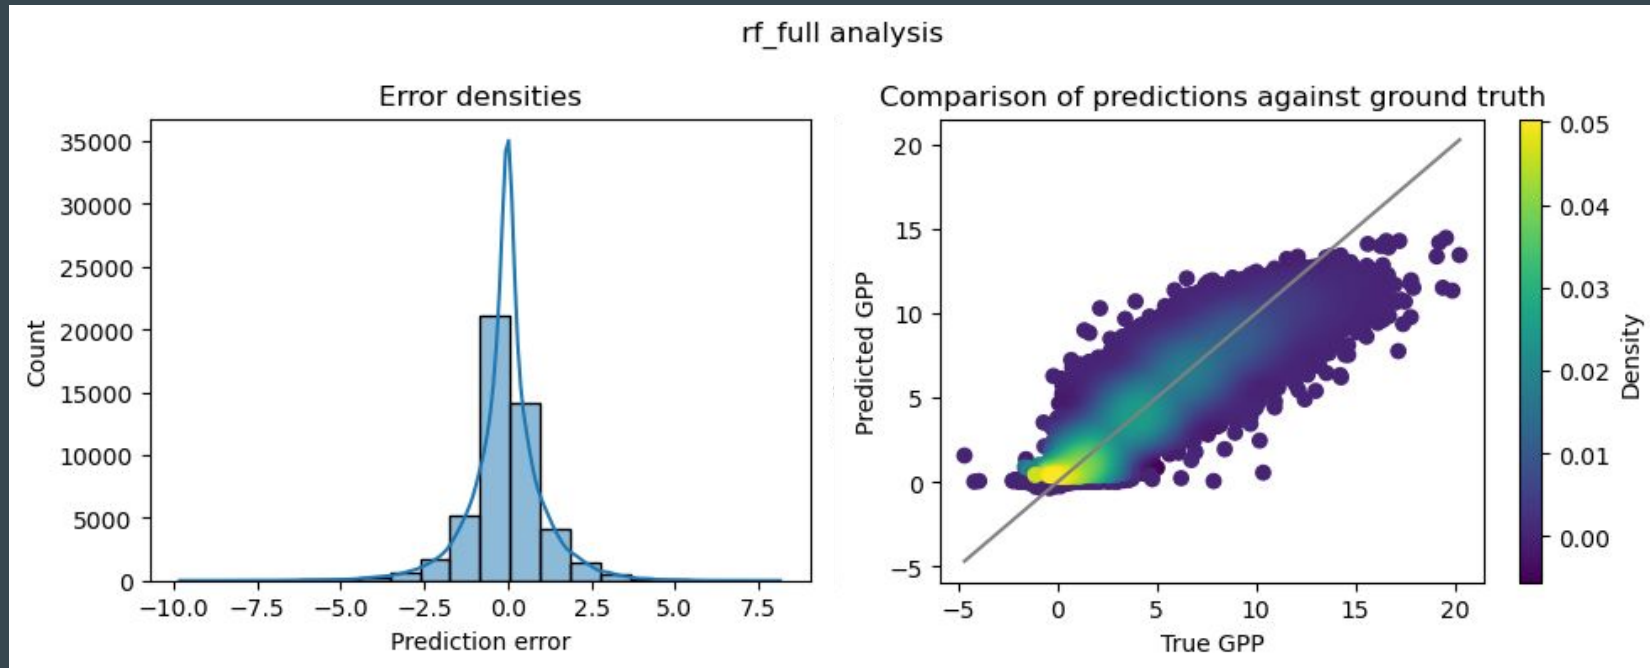 rf_full analysis
Error densities
35000
30000
25000
20000
15000
10000
5000
0
Count
−10.0 −7.5 −5.0 −2.5 0.0 2.5 5.0 7.5
Prediction error
Comparison of predictions against ground truth
20
15
10
5
0
−5
Predicted GPP
−5 0 5 10 15 20
True GPP
0.05
0.04
0.03
0.02
0.01
0.00
Density